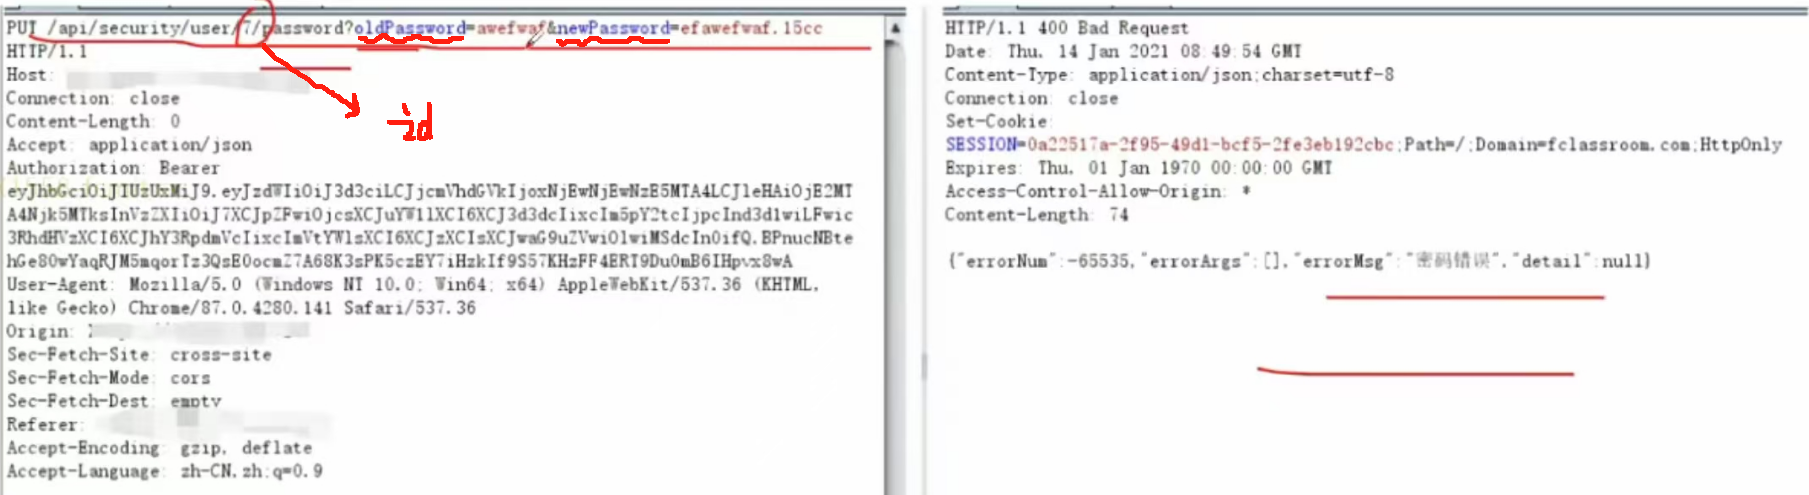 PUT /api/security/user/7/password?oldPassword=awefwaf&newPassword=efawefwaf.15cc
HTTP/1.1
Host:
Connection: close
Content-Length: 0
Accept: application/json
Authorization: Bearer
User-Agent: Mozilla/5.0 (Windows NT 10.0; Win64; x64) AppleWebKit/537.36 (KHTML,
like Gecko) Chrome/87.0.4280.141 Safari/537.36
Origin:
Sec-Fetch-Site: cross-site
Sec-Fetch-Mode: cors
Sec-Fetch-Dest: empty
Referer:
Accept-Encoding: gzip, deflate
Accept-Language: zh-CN,zh;q=0.9
id
HTTP/1.1 400 Bad Request
Date: Thu, 14 Jan 2021 08:49:54 GMT
Content-Type: application/json;charset=utf-8
Connection: close
Set-Cookie:
SESSION=0a22517a-2f95-49d1-bcf5-2fe3eb192cbc;Path=/;Domain=fclassroom.com;HttpOnly
Expires: Thu, 01 Jan 1970 00:00:00 GMT
Access-Control-Allow-Origin: *
Content-Length: 74
{"errorNum":-65535,"errorArgs":[],"errorMsg":"密码错误","detail":null}